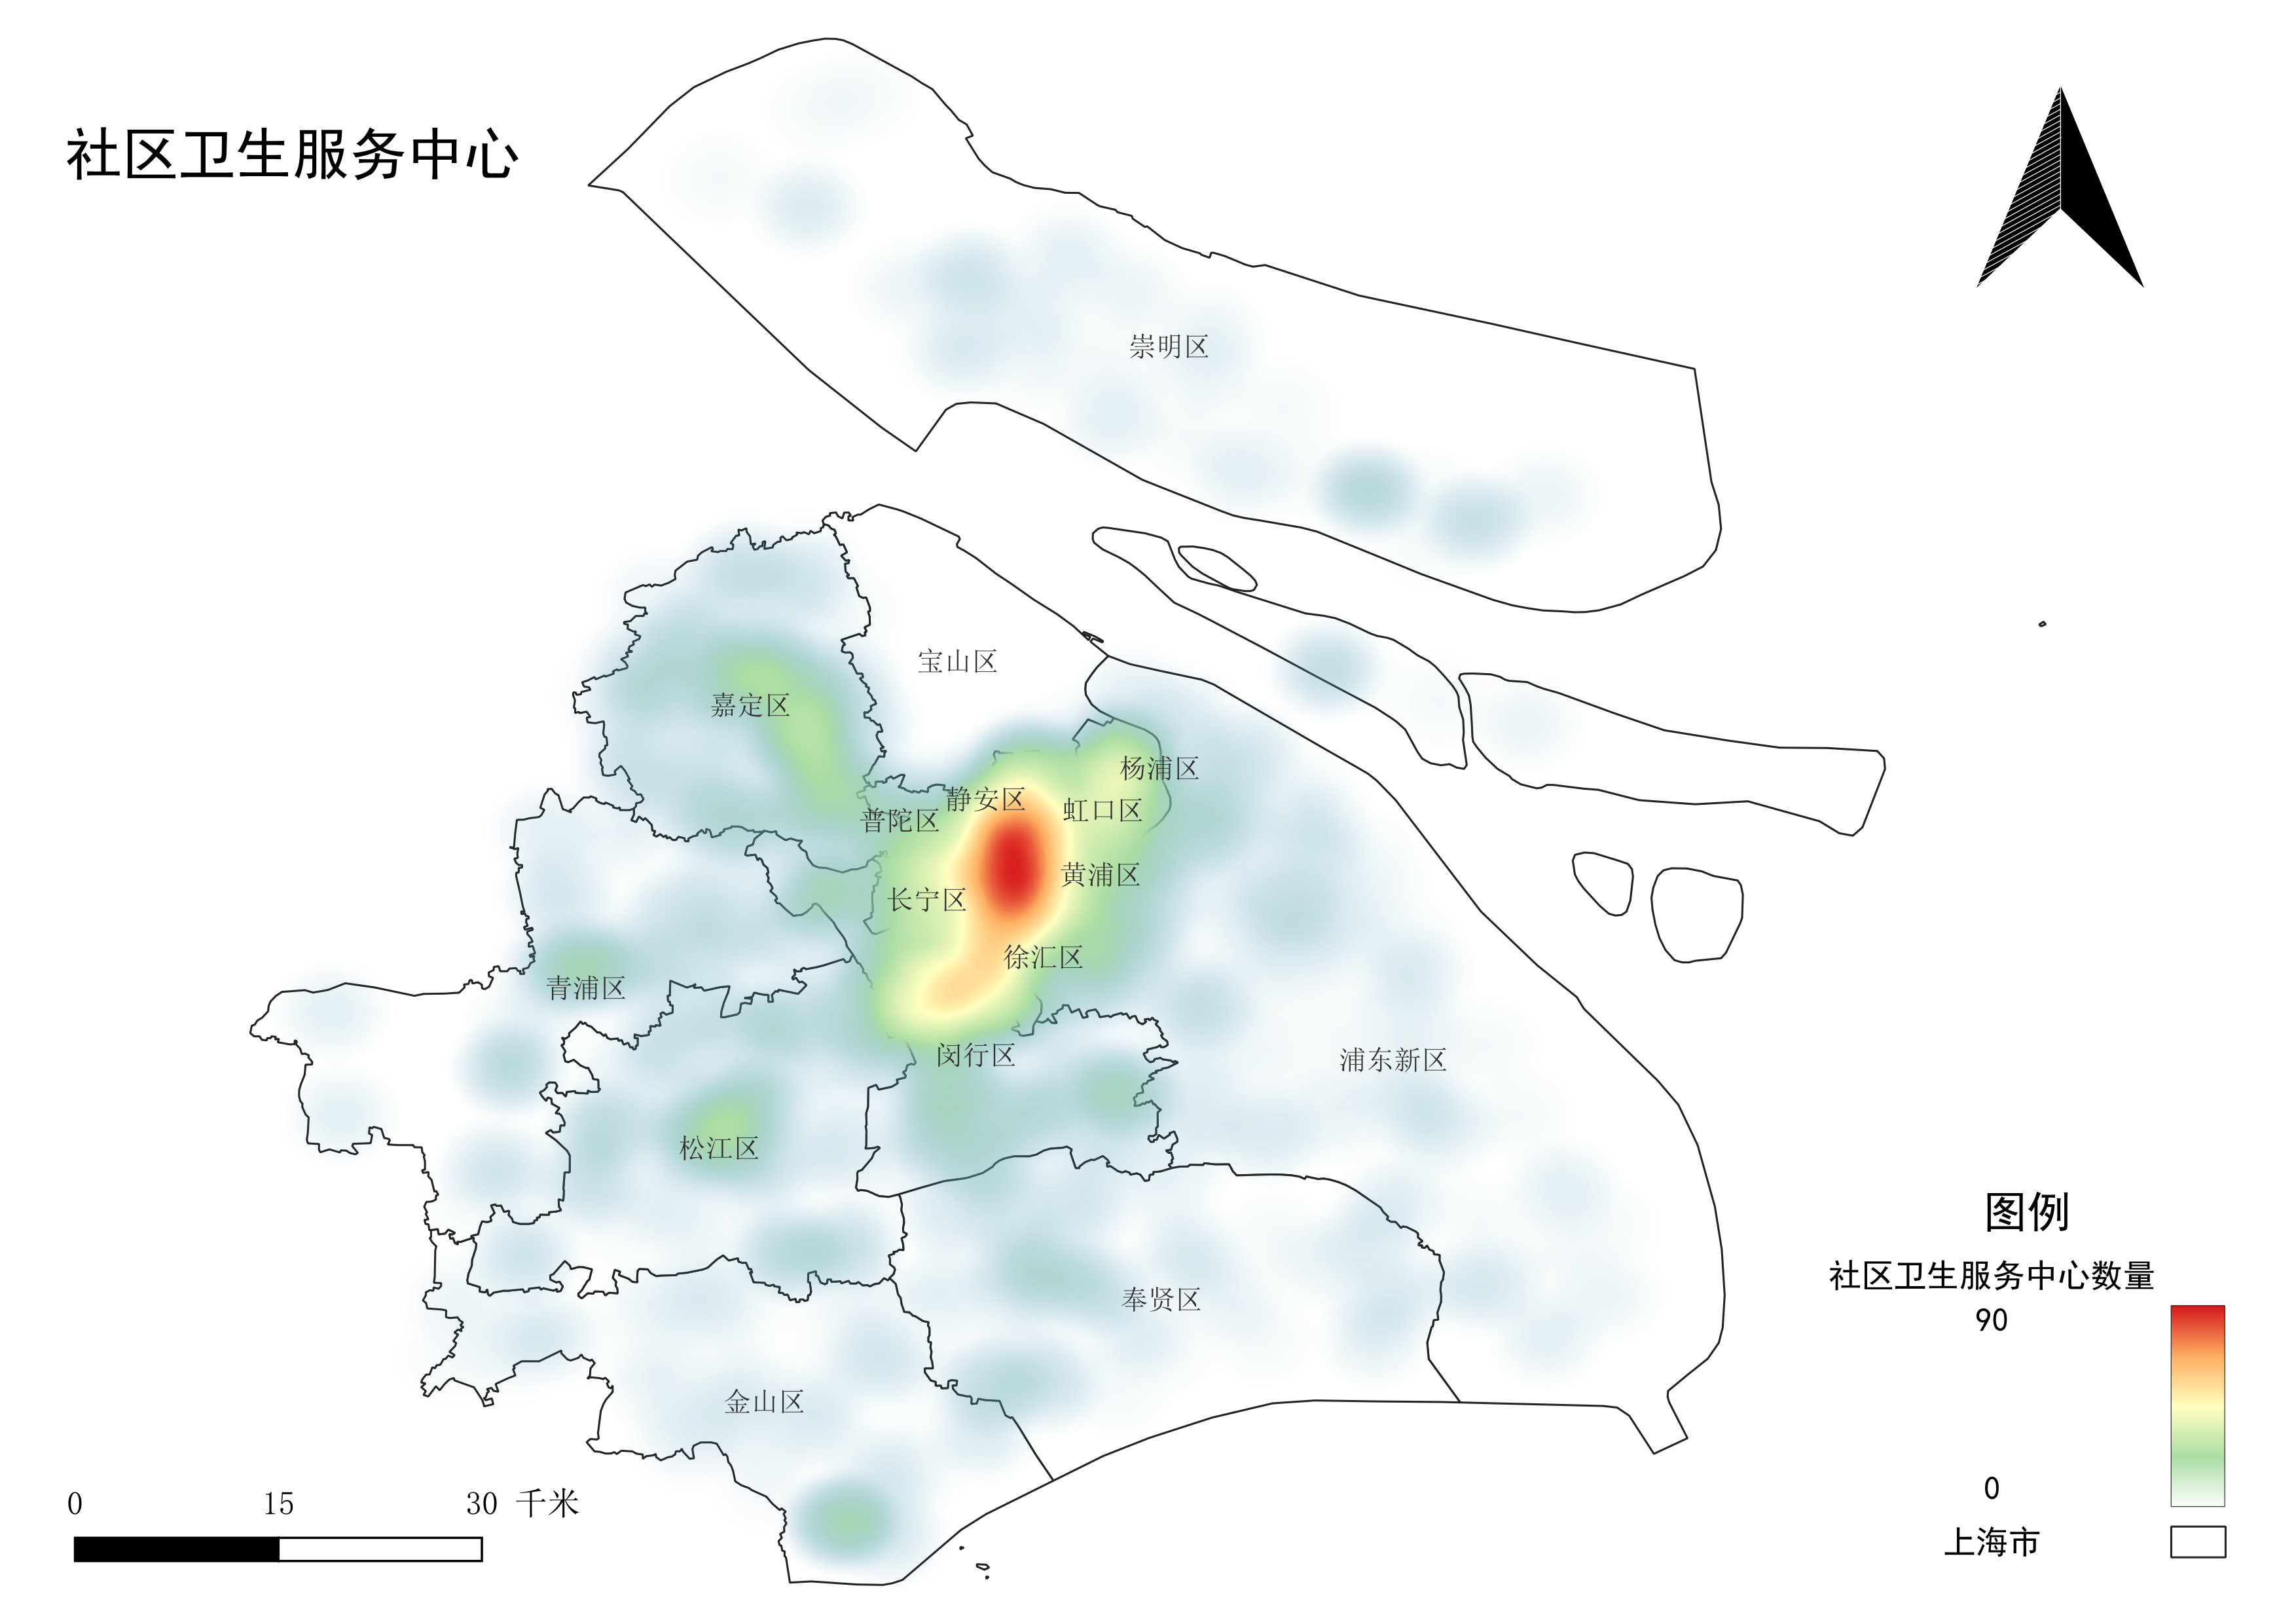 社区卫生服务中心
崇明区
宝山区
嘉定区
杨浦区
静安区
虹口区
普陀区
黄浦区
长宁区
徐汇区
青浦区
闵行区
浦东新区
松江区
奉贤区
金山区
图例
社区卫生服务中心数量
90
0
上海市
0 15 30 千米